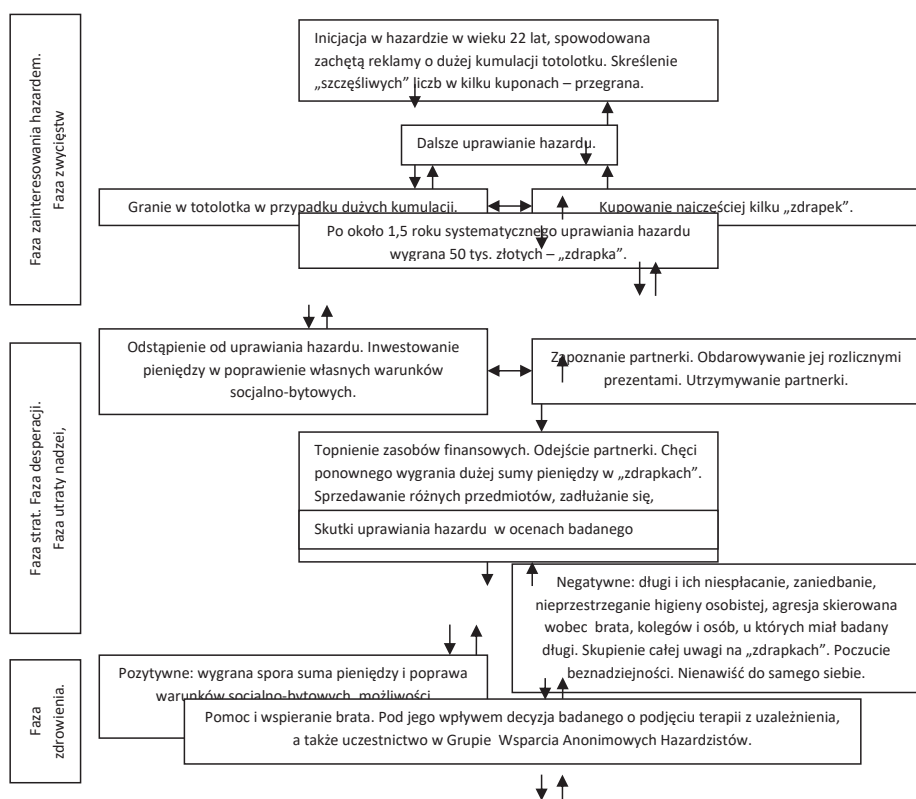 Faza zainteresowania hazardem.
Faza zwycięstw
Inicjacja w hazardzie w wieku 22 lat, spowodowana
zachętą reklamy o dużej kumulacji totolotku. Skreślenie
„szczęśliwych” liczb w kilku kuponach – przegrana.
Dalsze uprawianie hazardu.
Granie w totolotka w przypadku dużych kumulacji.
Kupowanie najczęściej kilku „zdrapek”.
Po około 1,5 roku systematycznego uprawiania hazardu
wygrana 50 tys. złotych – „zdrapka”.
Faza strat. Faza desperacji.
Faza utraty nadziei,
Odstąpienie od uprawiania hazardu. Inwestowanie
pieniędzy w poprawienie własnych warunków
socjalno-bytowych.
Zapoznanie partnerki. Obdarowywanie jej rozlicznymi
prezentami. Utrzymywanie partnerki.
Topnienie zasobów finansowych. Odejście partnerki. Chęci
ponownego wygrania dużej sumy pieniędzy w „zdrapkach”.
Sprzedawanie różnych przedmiotów, zadłużanie się,
Skutki uprawiania hazardu w ocenach badanego
Negatywne: długi i ich niespłacanie, zaniedbanie,
nieprzestrzeganie higieny osobistej, agresja skierowana
wobec brata, kolegów i osób, u których miał badany
długi. Skupienie całej uwagi na „zdrapkach”. Poczucie
beznadziejności. Nienawiść do samego siebie.
Pozytywne: wygrana spora suma pieniędzy i poprawa
warunków socjalno-bytowych, możliwości
Faza
zdrowienia.
Pomoc i wspieranie brata. Pod jego wpływem decyzja badanego o podjęciu terapii z uzależnienia,
a także uczestnictwo w Grupie Wsparcia Anonimowych Hazardzistów.